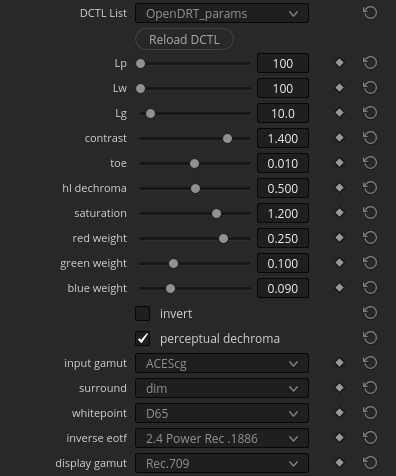 DCTL List OpenDRT_params
Reload DCTL
Lp 100
Lw 100
Lg 10.0
contrast 1.400
toe 0.010
hl dechroma 0.500
saturation 1.200
red weight 0.250
green weight 0.100
blue weight 0.090
invert
perceptual dechroma
input gamut ACEScg
surround dim
whitepoint D65
inverse eotf 2.4 Power Rec .1886
display gamut Rec.709